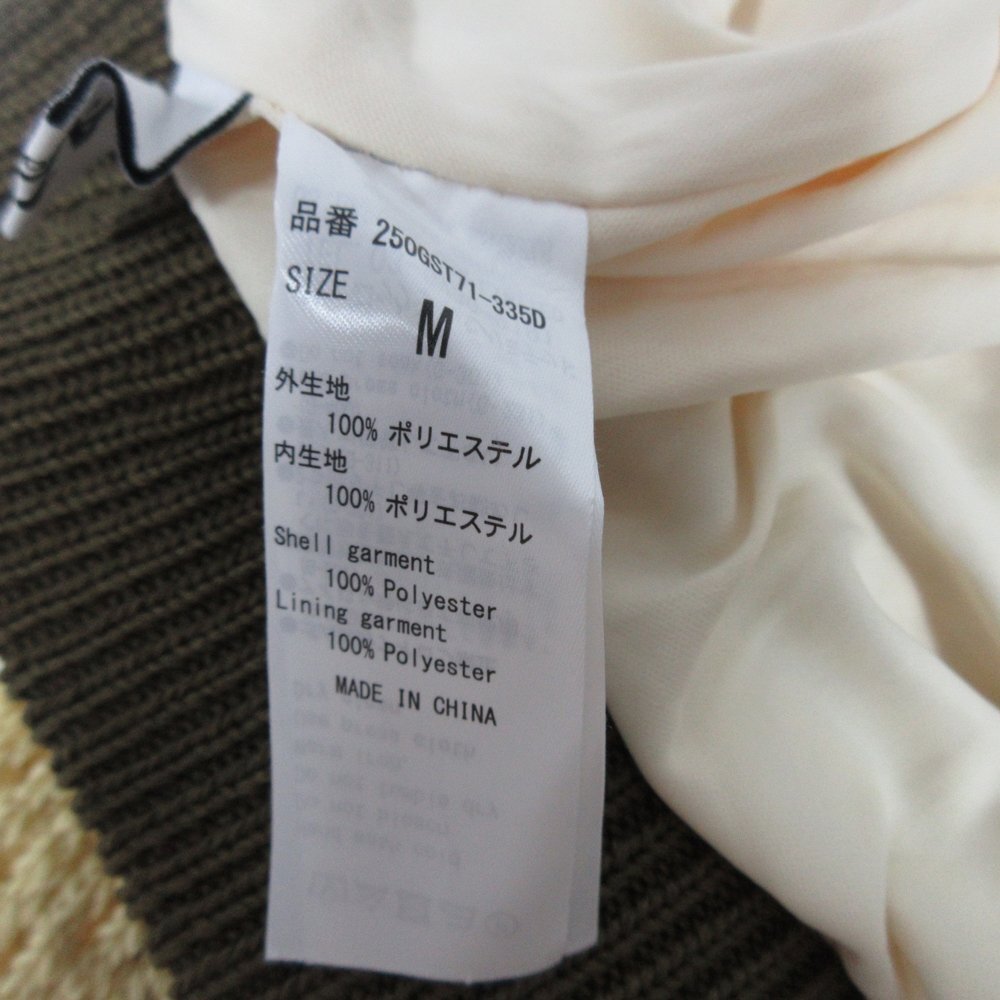 品番 250GST71-335D
SIZE
M
外生地
100% ポリエステル
内生地
100% ポリエステル
Shell garment
100% Polyester
Lining garment
100% Polyester
MADE IN CHINA